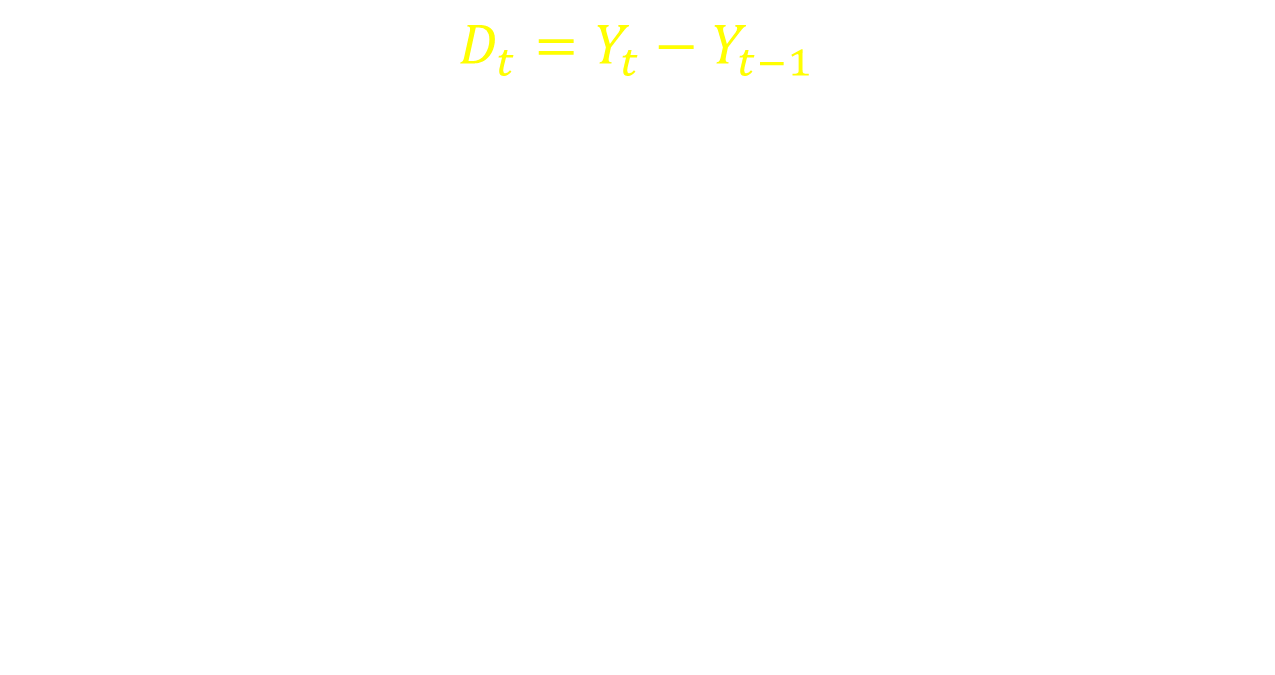 $D_t = Y_t - Y_{t-1}$